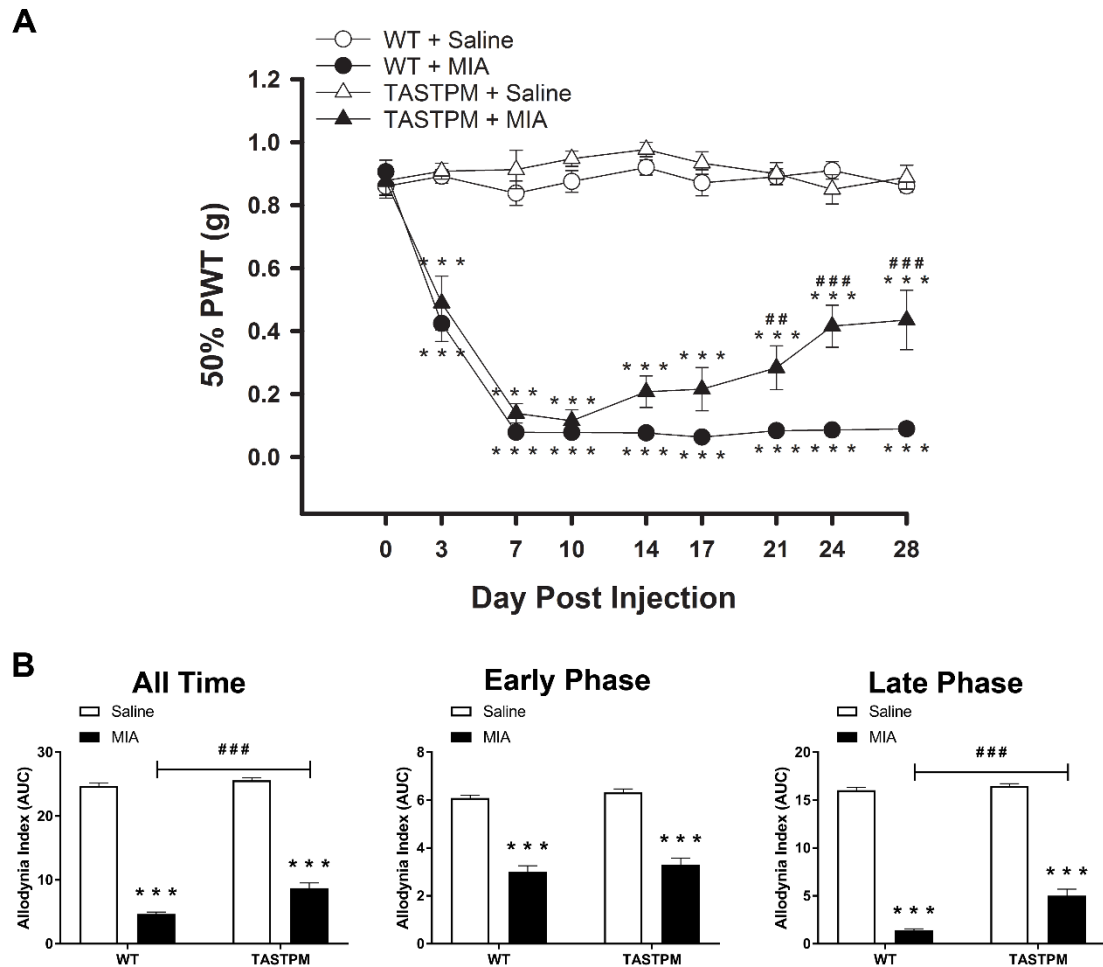 A
WT + Saline
WT + MIA
TASTPM + Saline
TASTPM + MIA
1.2
1.0
0.8
0.6
0.4
0.2
0.0
50% PWT (g)
* * *
* * *
* * *
* * *
* * *
* * *
* * *
* * *
* * *
* * *
##
* * *
* * *
###
* * *
* * *
###
* * *
* * *
0 3 7 10 14 17 21 24 28
Day Post Injection
B
All Time
Saline
MIA
Allodynia Index (AUC)
30
20
10
0
###
* * *
* * *
WT TASTPM
Early Phase
Saline
MIA
Allodynia Index (AUC)
8
6
4
2
0
* * *
* * *
WT TASTPM
Late Phase
Saline
MIA
Allodynia Index (AUC)
20
15
10
5
0
###
* * *
* * *
WT TASTPM